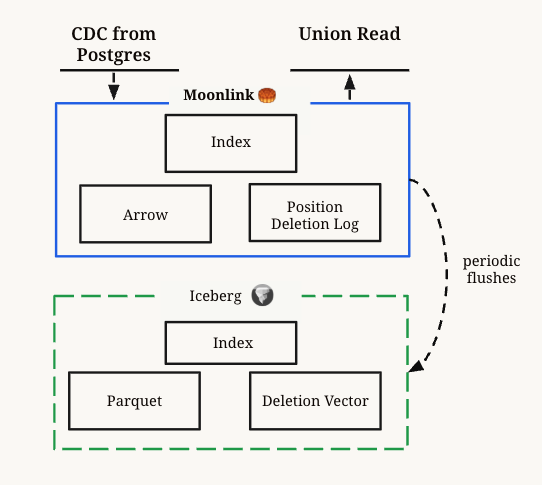 CDC from
Postgres
Union Read
Moonlink
Index
Arrow
Position
Deletion Log
periodic
flushes
Iceberg
Index
Parquet
Deletion Vector